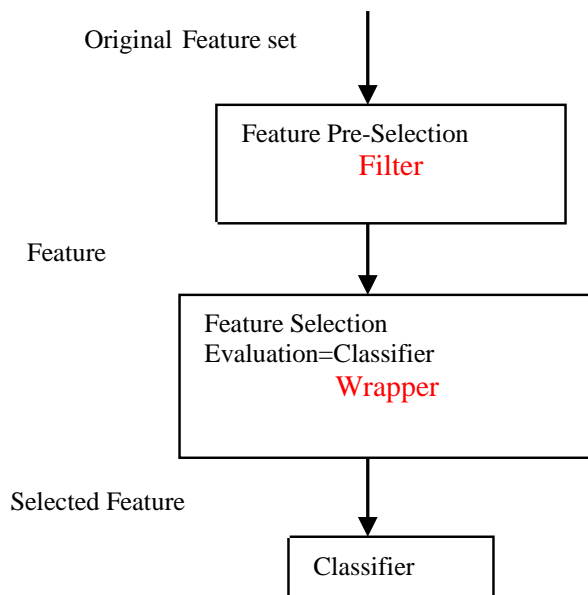 Original Feature set
Feature Pre-Selection
Filter
Feature
Feature Selection
Evaluation=Classifier
Wrapper
Selected Feature
Classifier